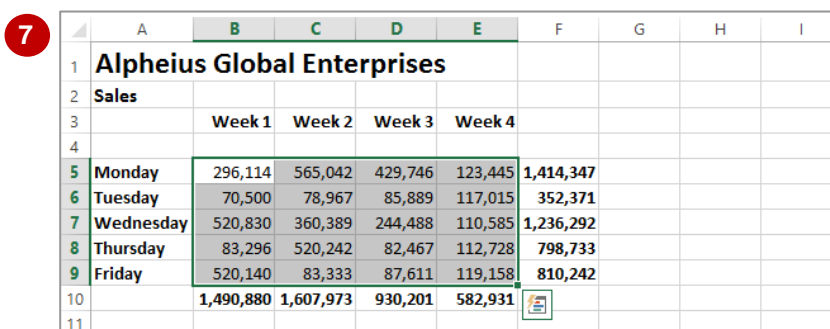 7
A B C D E F G H I
1 Alpheius Global Enterprises
2 Sales
3 Week 1 Week 2 Week 3 Week 4
4
5 Monday 296,114 565,042 429,746 123,445 1,414,347
6 Tuesday 70,500 78,967 85,889 117,015 352,371
7 Wednesday 520,830 360,389 244,488 110,585 1,236,292
8 Thursday 83,296 520,242 82,467 112,728 798,733
9 Friday 520,140 83,333 87,611 119,158 810,242
10 1,490,880 1,607,973 930,201 582,931
11